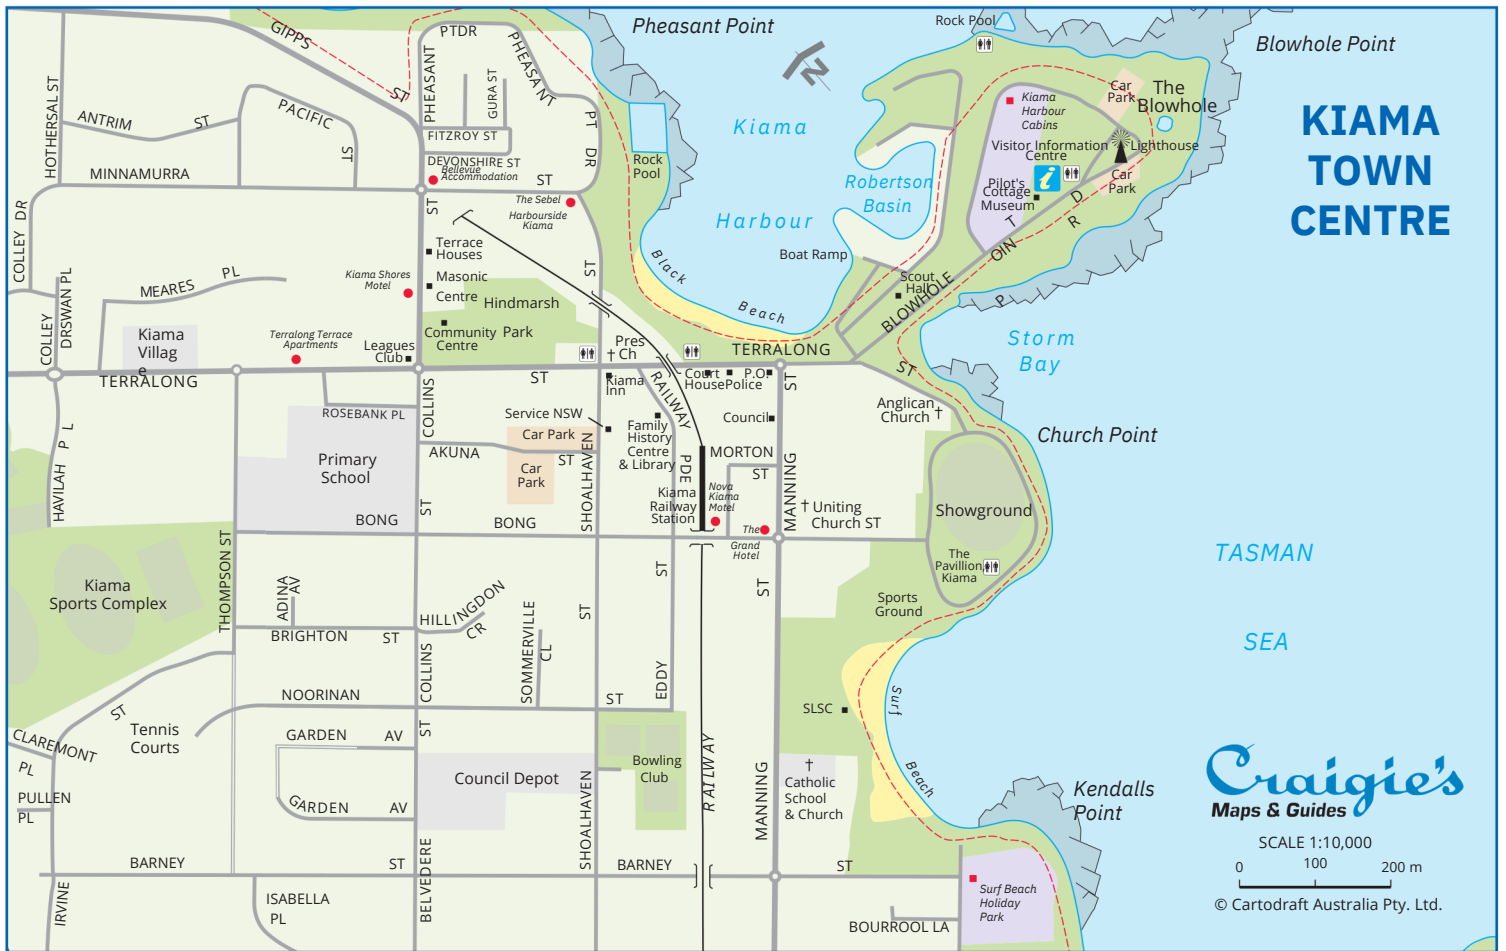 KIAMA
TOWN
CENTRE
Pheasant Point
Rock Pool
Blowhole Point
GIPPS
ST
PTDR
PHEASANT
PHEASANT
GURA ST
PT DR
FITZROY ST
DEVONSHIRE ST
Bellevue
Accommodation
HOTHERSAL ST
ANTRIM
ST
PACIFIC
ST
MINNAMURRA
ST
ST
The Sebel
Harbourside
Kiama
Rock
Pool
Kiama
Harbour
Robertson
Basin
Boat Ramp
Kiama
Harbour
Cabins
Car
Park
The
Blowhole
Visitor Information
Centre
i
Lighthouse
Car
Park
Pilot's
Cottage
Museum
Scout
Hall
BLOWHOLE
POINT
RD
N
COLLEY DR
COLLEY
DR
SWAN PL
MEARES
PL
Kiama
Villag
e
Terralong Terrace
Apartments
Kiama Shores
Motel
Terrace
Houses
Masonic
Centre
Hindmarsh
Park
Community
Centre
Leagues
Club
ST
Black
Beach
Storm
Bay
TERRALONG
ST
TERRALONG
ST
Pres
Ch
Kiama
Inn
RAILWAY
PDE
Court
House
Police
P.O.
ST
Council
Anglican
Church
Church Point
ROSEBANK PL
COLLINS
ST
Service NSW
Car Park
Car
Park
AKUNA
ST
SHOALHAVEN
Family
History
Centre
& Library
MORTON
ST
Nova
Kiama
Motel
Kiama
Railway
Station
The
Grand
Hotel
MANNING
Uniting
Church
ST
Showground
The
Pavillion,
Kiama
Sports
Ground
TASMAN
SEA
HAVILAH PL
Primary
School
BONG
BONG
THOMPSON ST
Kiama
Sports Complex
ADINA
AV
BRIGHTON
ST
HILLINGDON
CR
SOMMERVILLE
CL
ST
ST
EDDY
ST
COLLINS
ST
NOORINAN
ST
ST
Tennis
Courts
CLAREMONT
PL
PULLEN
PL
GARDEN
AV
GARDEN
AV
Council Depot
Bowling
Club
RAILWAY
MANNING
SHOALHAVEN
SLSC
Surf
Beach
Catholic
School
& Church
Kendalls
Point
BARNEY
ST
BARNEY
ST
BELVEDERE
IRVINE
ISABELLA
PL
BOURROOL LA
Surf Beach
Holiday
Park
Craigie's
Maps & Guides
SCALE 1:10,000
0
100
200 m
© Cartodraft Australia Pty. Ltd.